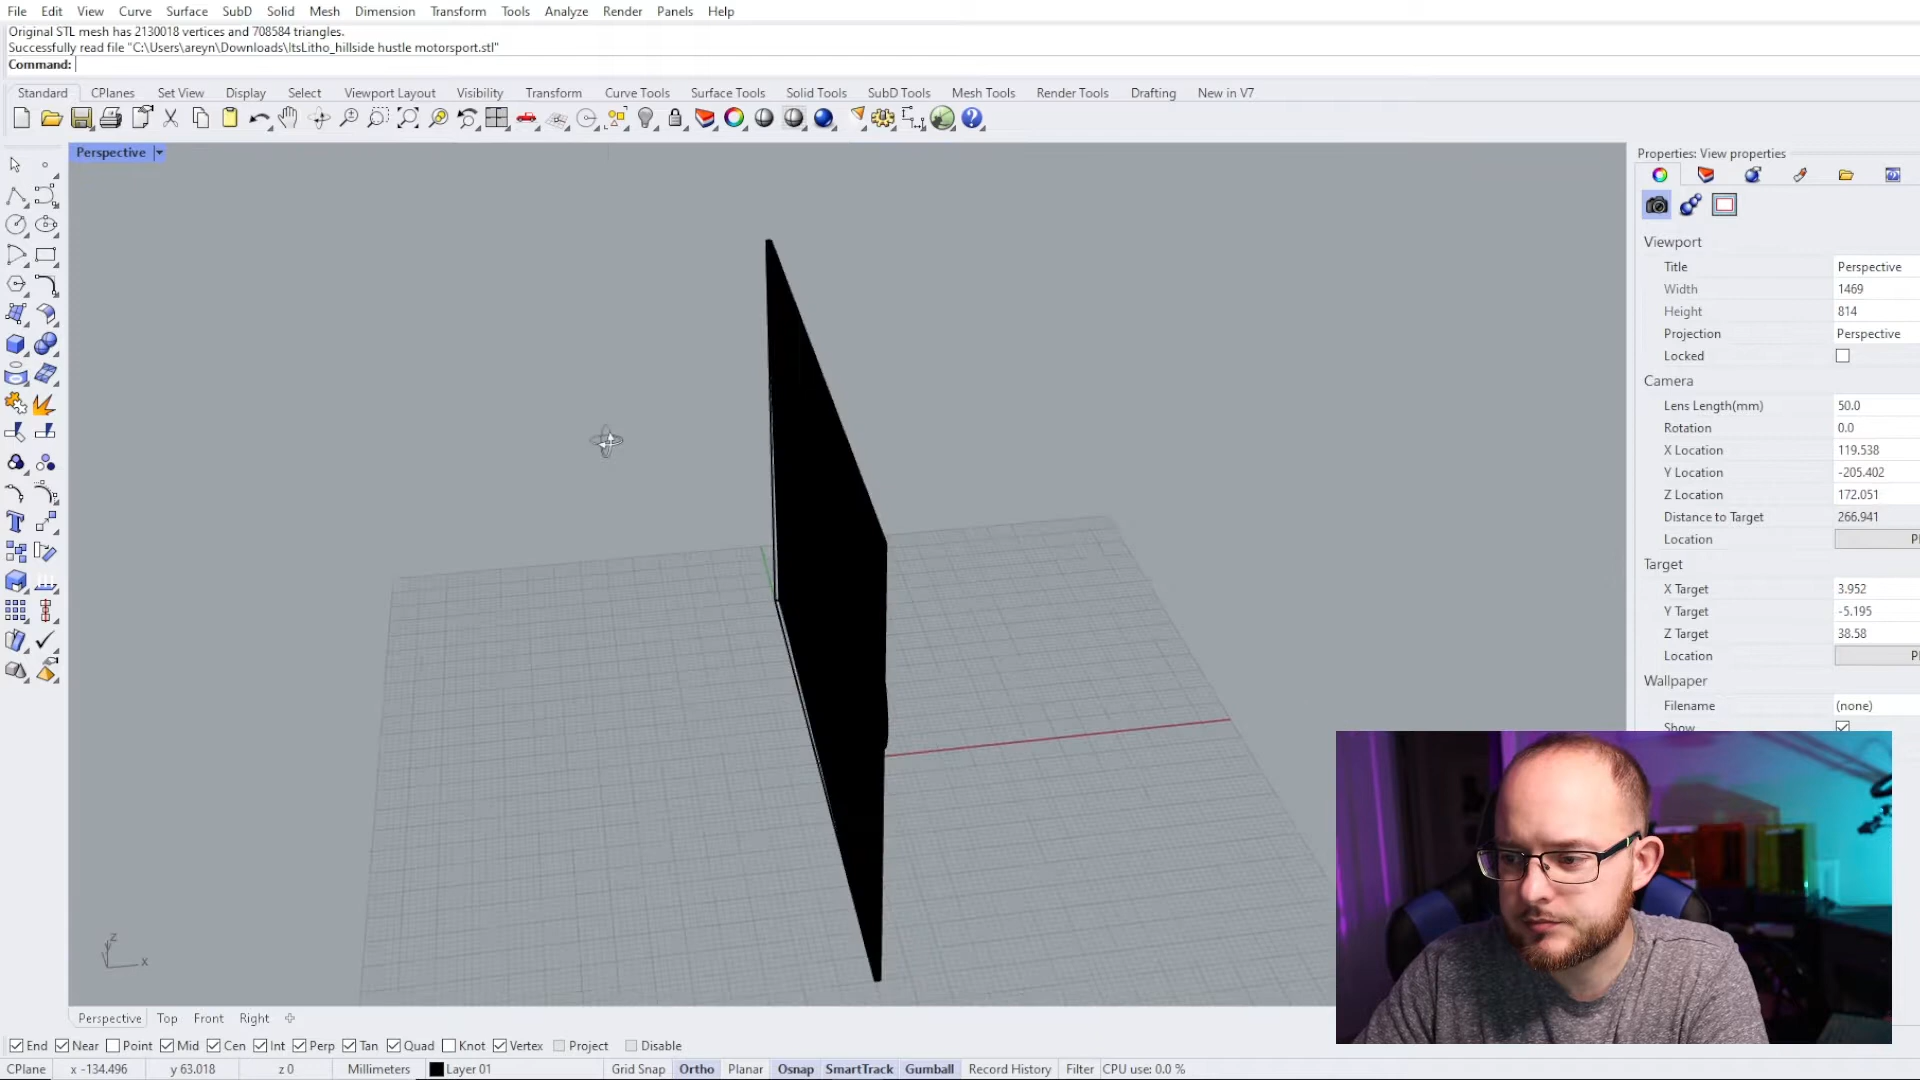 File Edit View Curve Surface SubD Solid Mesh Dimension Transform Tools Analyze Render Panels Help
Original STL mesh has 2130018 vertices and 708584 triangles.
Successfully read file "C:\Users\areyn\Downloads\ItsLitho_hillside hustle motorsport.stl"
Command:
Standard CPlanes Set View Display Select Viewport Layout Visibility Transform Curve Tools Surface Tools Solid Tools SubD Tools Mesh Tools Render Tools Drafting New in V7
Perspective
Properties: View properties
Viewport
Title Perspective
Width 1469
Height 814
Projection Perspective
Locked
Camera
Lens Length(mm) 50.0
Rotation 0.0
X Location 119.538
Y Location -205.402
Z Location 172.051
Distance to Target 266.941
Location Pl
Target
X Target 3.952
Y Target -5.195
Z Target 38.58
Location Pl
Wallpaper
Filename (none)
Show
z
x
Perspective Top Front Right
End Near Point Mid Cen Int Perp Tan Quad Knot Vertex Project Disable
CPlane x -134.496 y 63.018 z 0 Millimeters Layer 01 Grid Snap Ortho Planar Osnap SmartTrack Gumball Record History Filter CPU use: 0.0 %